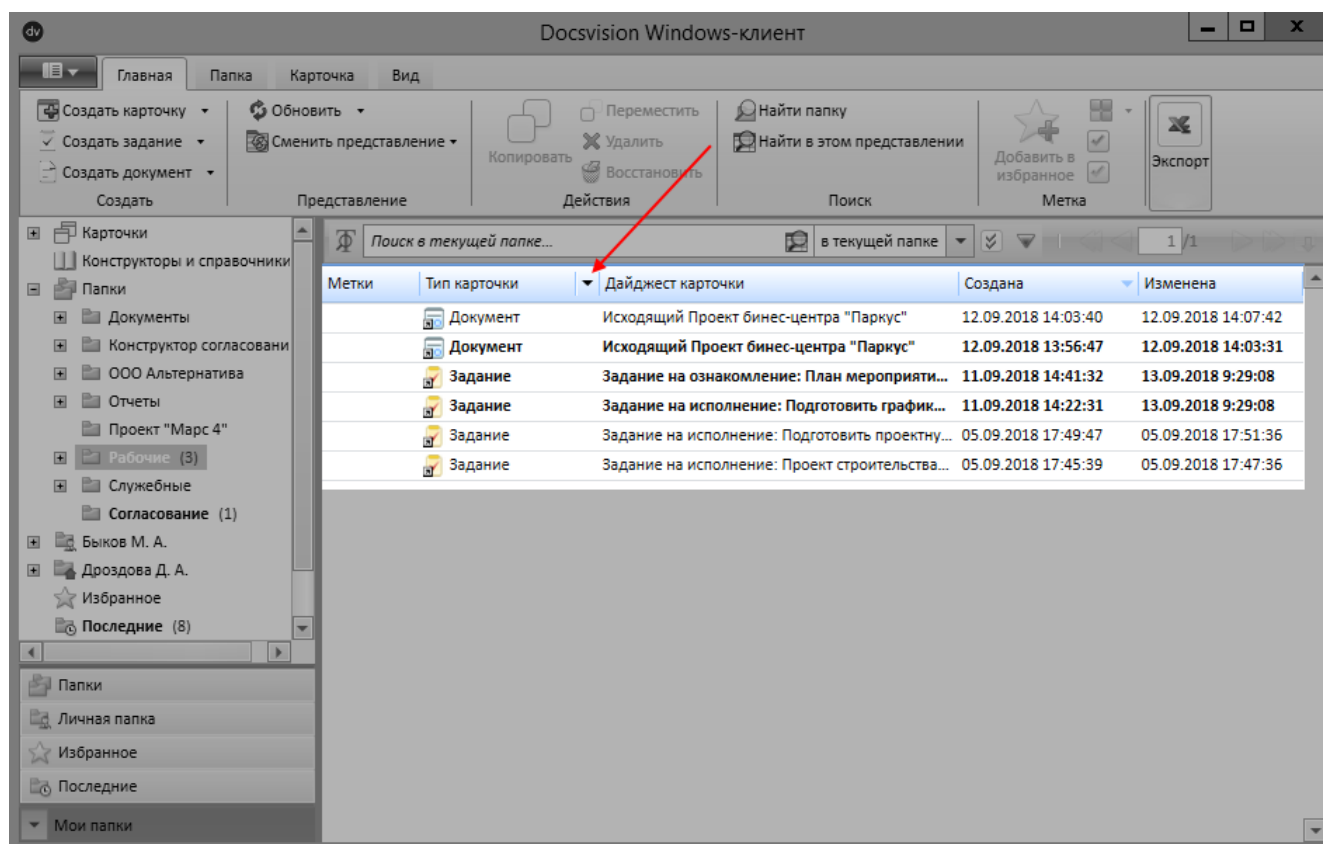 dv
Docsvision Windows-клиент
Главная Папка Карточка Вид
Создать карточку
Создать задание
Создать документ
Создать
Обновить
Сменить представление
Представление
Копировать
Переместить
Удалить
Восстановить
Действия
Найти папку
Найти в этом представлении
Поиск
Добавить в
избранное
Метка
Экспорт
Карточки
Конструкторы и справочники
Папки
Документы
Конструктор согласовани
ООО Альтернатива
Отчеты
Проект "Марс 4"
Рабочие (3)
Служебные
Согласование (1)
Быков М. А.
Дроздова Д. А.
Избранное
Последние (8)
Папки
Личная папка
Избранное
Последние
Мои папки
Поиск в текущей папке... в текущей папке 1 /1
Метки Тип карточки Дайджест карточки Создана Изменена
Документ Исходящий Проект бинес-центра "Паркус" 12.09.2018 14:03:40 12.09.2018 14:07:42
Документ Исходящий Проект бинес-центра "Паркус" 12.09.2018 13:56:47 12.09.2018 14:03:31
Задание Задание на ознакомление: План мероприяти... 11.09.2018 14:41:32 13.09.2018 9:29:08
Задание Задание на исполнение: Подготовить график... 11.09.2018 14:22:31 13.09.2018 9:29:08
Задание Задание на исполнение: Подготовить проектну... 05.09.2018 17:49:47 05.09.2018 17:51:36
Задание Задание на исполнение: Проект строительства... 05.09.2018 17:45:39 05.09.2018 17:47:36